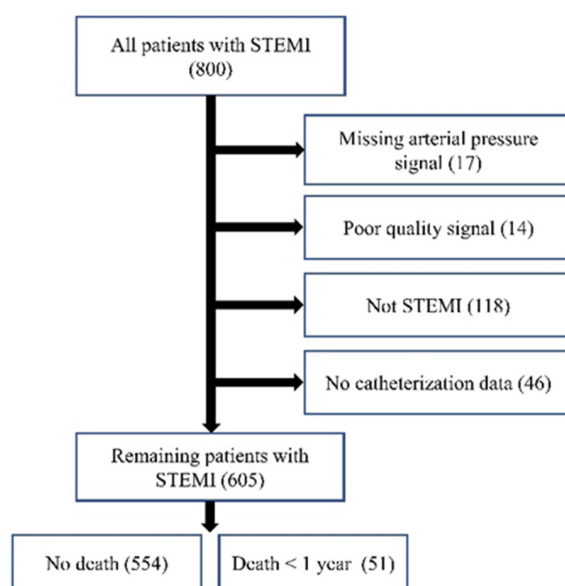 All patients with STEMI
(800)
Missing arterial pressure
signal (17)
Poor quality signal (14)
Not STEMI (118)
No catheterization data (46)
Remaining patients with
STEMI (605)
No death (554)
Death < 1 year (51)